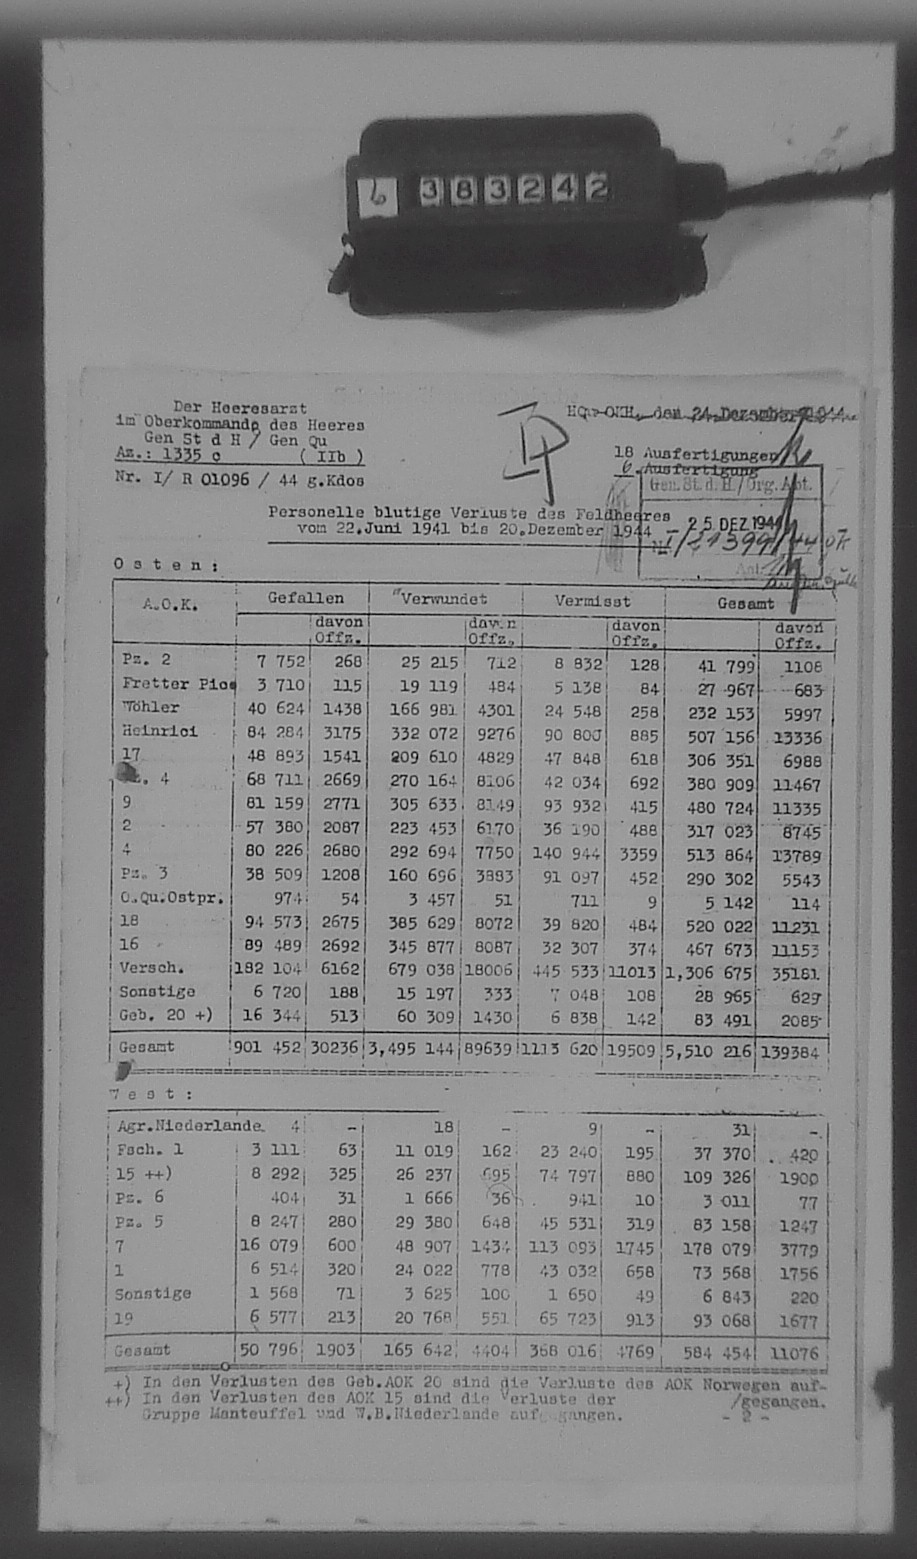 6 383242
Der Heeresarzt
im Oberkommando des Heeres
Gen St d H / Gen Qu
Az.: 1335 c (IIb)
Nr. I/ R 01096 / 44 g.Kdos
HQu OKH, den 24.Dezember 1944
18 Ausfertigungen
6. Ausfertigung
Gen. St. d. H. / Org. Abt.
25. DEZ 1944
Personelle blutige Verluste des Feldheeres
vom 22.Juni 1941 bis 20.Dezember 1944
Osten:
A.O.K. Gefallen Verwundet Vermisst Gesamt
davon Offz. davon Offz. davon Offz. davon Offz.
Pz. 2 7 752 268 25 215 712 8 832 128 41 799 1108
Fretter Pico 3 710 115 19 119 484 5 138 84 27 967 683
Wöhler 40 624 1438 166 981 4301 24 548 258 232 153 5997
Heinrici 84 284 3175 332 072 9276 90 800 885 507 156 13336
17 48 893 1541 209 610 4829 47 848 618 306 351 6988
Pz. 4 68 711 2669 270 164 8106 42 034 692 380 909 11467
9 81 159 2771 305 633 8149 93 932 415 480 724 11335
2 57 380 2087 223 453 6170 36 190 488 317 023 8745
4 80 226 2680 292 694 7750 140 944 3359 513 864 13789
Pz. 3 38 509 1208 160 696 3883 91 097 452 290 302 5543
O.Qu.Ostpr. 974 54 3 457 51 711 9 5 142 114
18 94 573 2675 385 629 8072 39 820 484 520 022 11231
16 89 489 2692 345 877 8087 32 307 374 467 673 11153
Versch. 182 104 6162 679 038 18006 445 533 11013 1,306 675 35181
Sonstige 6 720 188 15 197 333 7 048 108 28 965 629
Geb. 20 +) 16 344 513 60 309 1430 6 838 142 83 491 2085
Gesamt 901 452 30236 3,495 144 89639 1113 620 19509 5,510 216 139384
West:
Agr.Niederlande 4 - 18 - 9 - 31 -
Fsch. 1 3 111 63 11 019 162 23 240 195 37 370 420
15 ++) 8 292 325 26 237 695 74 797 880 109 326 1900
Pz. 6 404 31 1 666 36 941 10 3 011 77
Pz. 5 8 247 280 29 380 648 45 531 319 83 158 1247
7 16 079 600 48 907 1434 113 093 1745 178 079 3779
1 6 514 320 24 022 778 43 032 658 73 568 1756
Sonstige 1 568 71 3 625 100 1 650 49 6 843 220
19 6 577 213 20 768 551 65 723 913 93 068 1677
Gesamt 50 796 1903 165 642 4404 368 016 4769 584 454 11076
+) In den Verlusten des Geb.AOK 20 sind die Verluste des AOK Norwegen auf-
/gegangen.
++) In den Verlusten des AOK 15 sind die Verluste der
Gruppe Manteuffel und W.B.Niederlande aufgegangen.
- 2 -